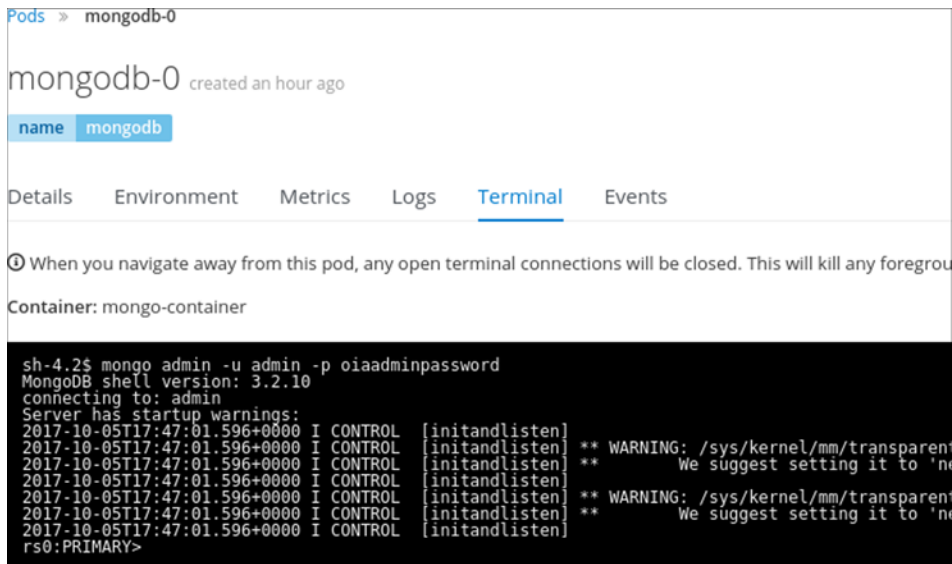 Pods » mongodb-0
mongodb-0 created an hour ago
name mongodb
Details Environment Metrics Logs Terminal Events
When you navigate away from this pod, any open terminal connections will be closed. This will kill any foregrou
Container: mongo-container
sh-4.2$ mongo admin -u admin -p oiaadminpassword
MongoDB shell version: 3.2.10
connecting to: admin
Server has startup warnings:
2017-10-05T17:47:01.596+0000 I CONTROL [initandlisten]
2017-10-05T17:47:01.596+0000 I CONTROL [initandlisten] ** WARNING: /sys/kernel/mm/transparent
2017-10-05T17:47:01.596+0000 I CONTROL [initandlisten] ** We suggest setting it to 'ne
2017-10-05T17:47:01.596+0000 I CONTROL [initandlisten]
2017-10-05T17:47:01.596+0000 I CONTROL [initandlisten] ** WARNING: /sys/kernel/mm/transparent
2017-10-05T17:47:01.596+0000 I CONTROL [initandlisten] ** We suggest setting it to 'ne
2017-10-05T17:47:01.596+0000 I CONTROL [initandlisten]
rs0:PRIMARY>